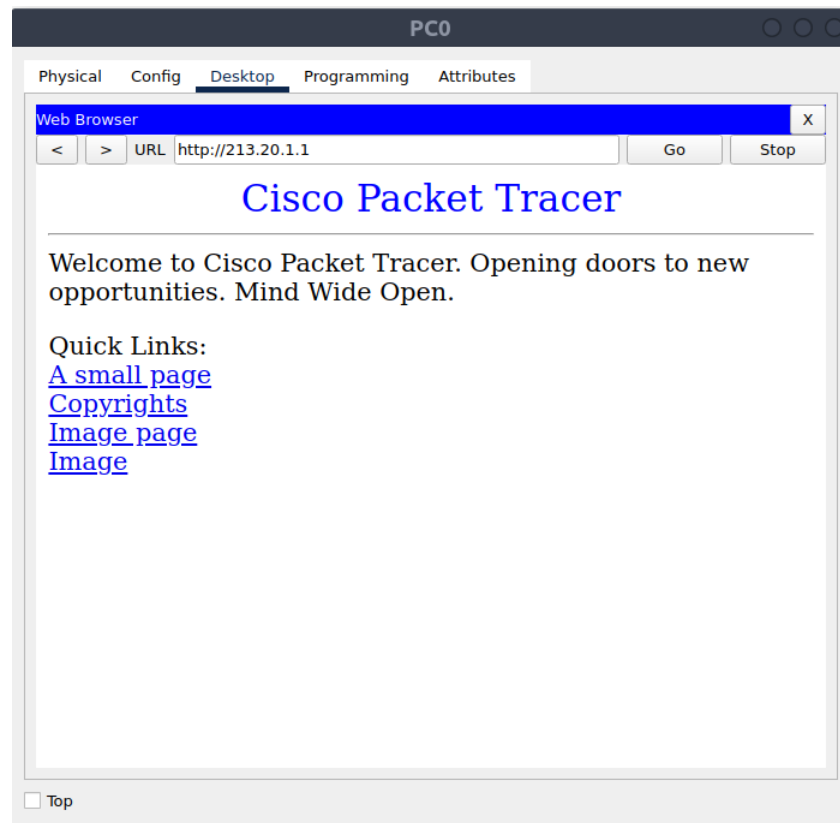 PC0
Physical Config Desktop Programming Attributes
Web Browser X
< > URL http://213.20.1.1 Go Stop
Cisco Packet Tracer
Welcome to Cisco Packet Tracer. Opening doors to new
opportunities. Mind Wide Open.
Quick Links:
A small page
Copyrights
Image page
Image
Top